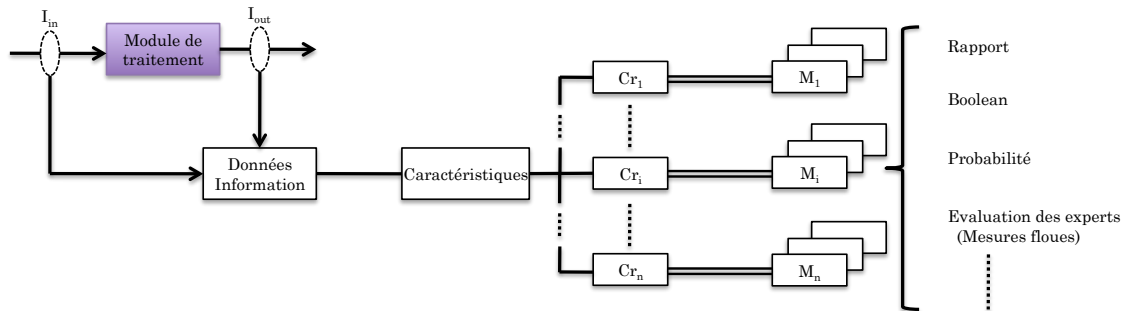 I_in
I_out
Module de
traitement
Données
Information
Caractéristiques
Cr_1
M_1
Cr_i
M_i
Cr_n
M_n
Rapport
Boolean
Probabilité
Evaluation des experts
(Mesures floues)